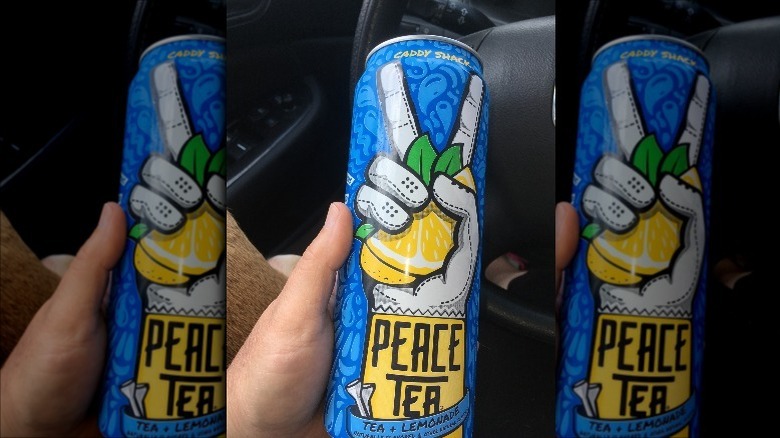 CADDY SHACK
PEACE
TEA
TEA + LEMONADE